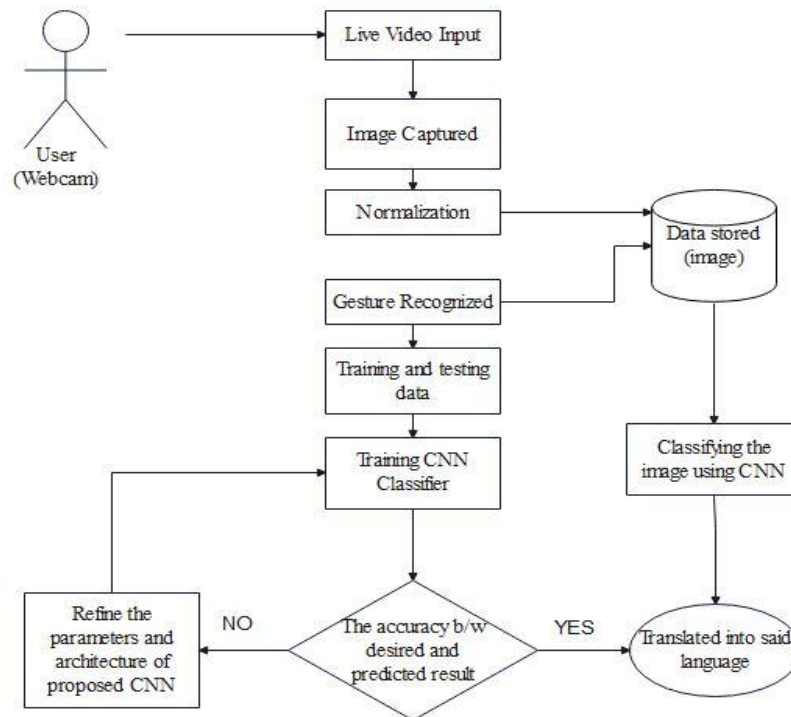 Live Video Input
Image Captured
User
(Webcam)
Normalization
Data stored
(image)
Gesture Recognized
Training and testing
data
Training CNN
Classifier
Classifying the
image using CNN
Refine the
parameters and
architecture of
proposed CNN
NO
The accuracy b/w
desired and
predicted result
YES
Translated into said
language